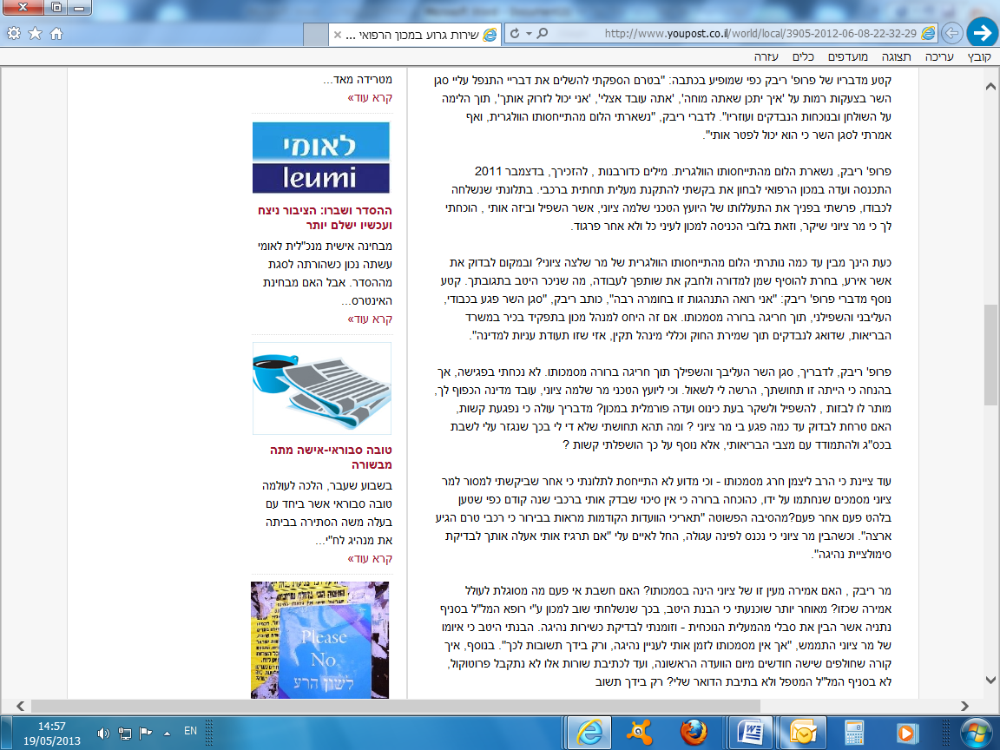 Microsoft Word - Document1
שירות גרוע במכון הרפואי ...
http://www.youpost.co.il/world/local/3905-2012-06-08-22-32-29
קובץ עריכה תצוגה מועדפים כלים עזרה
קטע מדבריו של פרופ' ריבק כפי שמופיע בכתבה: "בטרם הספקתי להשלים את דבריי התנפל עליי סגן
השר בצעקות רמות על 'איך יתכן שאתה מוחה', 'אתה עובד אצלי', 'אני יכול לזרוק אותך', תוך הלימה
על השולחן ובנוכחות הנבדקים ועוזריו". לדברי ריבק, "נשארתי הלום מהתייחסותו הוולגרית, ואף
אמרתי לסגן השר כי הוא יכול לפטר אותי".
פרופ' ריבק, נשארת הלום מהתייחסותו הוולגרית. מילים כדורבנות , להזכירך, בדצמבר 2011
התכנסה ועדה במכון הרפואי לבחון את בקשתי להתקנת מעלית תחתית ברכבי. בתלונתי שנשלחה
לכבודו, פרשתי בפניך את התעללותו של היועץ הטכני שלמה ציוני, אשר השפיל וביזה אותי , הוכחתי
לך כי מר ציוני שיקר, וזאת בלובי הכניסה למכון לעיני כל ולא אחר פרגוד.
כעת הינך מבין עד כמה נותרתי הלום מהתייחסותו הוולגרית של מר שלצה ציוני? ובמקום לבדוק את
אשר אירע, בחרת להוסיף שמן למדורה ולחבק את שותפך לעבודה, מה שניכר היטב בתגובתך. קטע
נוסף מדברי פרופ' ריבק: "אני רואה התנהגות זו בחומרה רבה", כותב ריבק, "סגן השר פגע בכבודי,
העליבני והשפילני, תוך חריגה ברורה מסמכותו. אם זה היחס למנהל מכון בתפקיד בכיר במשרד
הבריאות, שדואג לנבדקים תוך שמירת החוק וכללי מינהל תקין, אזי שזו תעודת עניות למדינה".
פרופ' ריבק, לדבריך, סגן השר העליבך והשפילך תוך חריגה ברורה מסמכותו. לא נכחתי בפגישה, אך
בהנחה כי הייתה זו תחושתך, הרשה לי לשאול. וכי ליועץ הטכני מר שלמה ציוני, עובד מדינה הכפוף לך,
מותר לו לבזות , להשפיל ולשקר בעת כינוס ועדה פורמלית במכון? מדבריך עולה כי נפגעת קשות,
האם טרחת לבדוק עד כמה פגע בי מר ציוני ? ומה תהא תחושתי שלא די לי בכך שנגזר עלי לשבת
בכס"ג ולהתמודד עם מצבי הבריאותי, אלא נוסף על כך הושפלתי קשות ?
עוד ציינת כי הרב ליצמן חרג מסמכותו - וכי מדוע לא התייחסת לתלונתי כי אחר שביקשתי למסור למר
ציוני מסמכים שנחתמו על ידו, כהוכחה ברורה כי אין סיכוי שבדק אותי ברכבי שנה קודם כפי שטען
בלהט פעם אחר פעם?מהסיבה הפשוטה "תאריכי הוועדות הקודמות מראות בבירור כי רכבי טרם הגיע
ארצה". וכשהבין מר ציוני כי נכנס לפינה עגולה, החל לאיים עלי "אם תרגיז אותי אעלה אותך לבדיקת
סימולציית נהיגה".
מר ריבק , האם אמירה מעין זו של ציוני הינה בסמכותו? האם חשבת אי פעם מה מסוגלת לעולל
אמירה שכזו? מאוחר יותר שוכנעתי כי הבנת היטב, בכך שנשלחתי שוב למכון ע"י רופא המל"ל בסניף
נתניה אשר הבין את סבלי מהמעלית הנוכחית - וזומנתי לבדיקת כשירות נהיגה. הבנתי היטב כי איומו
של מר ציוני התממש, "אך אין מסמכותו לזמן אותי לעניין נהיגה, ורק בידך תשובות לכך". בנוסף, איך
קורה שחולפים שישה חודשים מיום הוועדה הראשונה, ועד לכתיבת שורות אלו לא נתקבל פרוטוקול,
לא בסניף המל"ל המטפל ולא בתיבת הדואר שלי? רק בידך תשוב
מטרידה מאד...
קרא עוד»
לאומי
leumi
ההסדר ושברו: הציבור ניצח
ועכשיו ישלם יותר
מבחינה אישית מנכ"לית לאומי
עשתה נכון כשהורתה לסגת
מההסדר. אבל האם מבחינת
האינטרס...
קרא עוד»
טובה סבוראי-אישה מתה
מבשורה
בשבוע שעבר, הלכה לעולמה
טובה סבוראי אשר ביחד עם
בעלה משה הסתירה בביתה
את מנהיג לח"י...
קרא עוד»
Please
No
לשון הרע
14:57
19/05/2013
EN